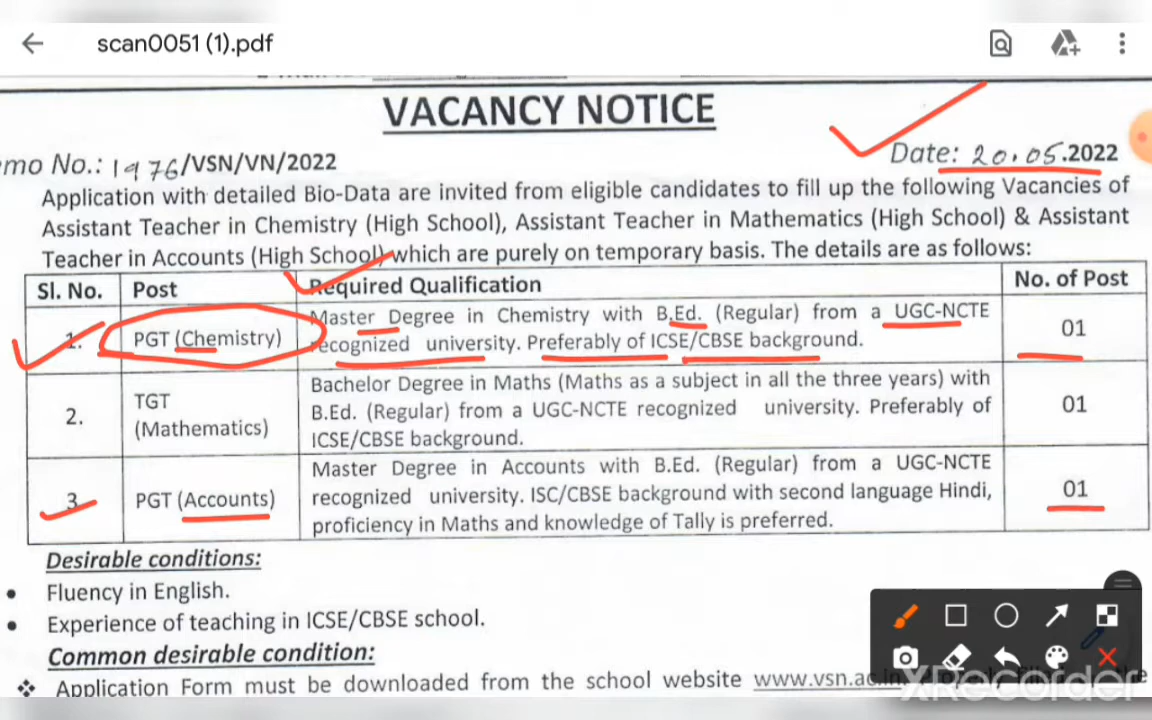 scan0051 (1).pdf
VACANCY NOTICE
mo No.: 1976/VSN/VN/2022
Date: 20.05.2022
Application with detailed Bio-Data are invited from eligible candidates to fill up the following Vacancies of
Assistant Teacher in Chemistry (High School), Assistant Teacher in Mathematics (High School) & Assistant
Teacher in Accounts (High School) which are purely on temporary basis. The details are as follows:
Sl. No. Post Required Qualification No. of Post
1. PGT (Chemistry) Master Degree in Chemistry with B.Ed. (Regular) from a UGC-NCTE
recognized university. Preferably of ICSE/CBSE background. 01
2. TGT (Mathematics) Bachelor Degree in Maths (Maths as a subject in all the three years) with
B.Ed. (Regular) from a UGC-NCTE recognized university. Preferably of
ICSE/CBSE background. 01
3. PGT (Accounts) Master Degree in Accounts with B.Ed. (Regular) from a UGC-NCTE
recognized university. ISC/CBSE background with second language Hindi,
proficiency in Maths and knowledge of Tally is preferred. 01
Desirable conditions:
• Fluency in English.
• Experience of teaching in ICSE/CBSE school.
Common desirable condition:
❖ Application Form must be downloaded from the school website www.vsn.ac.in
XRecorder